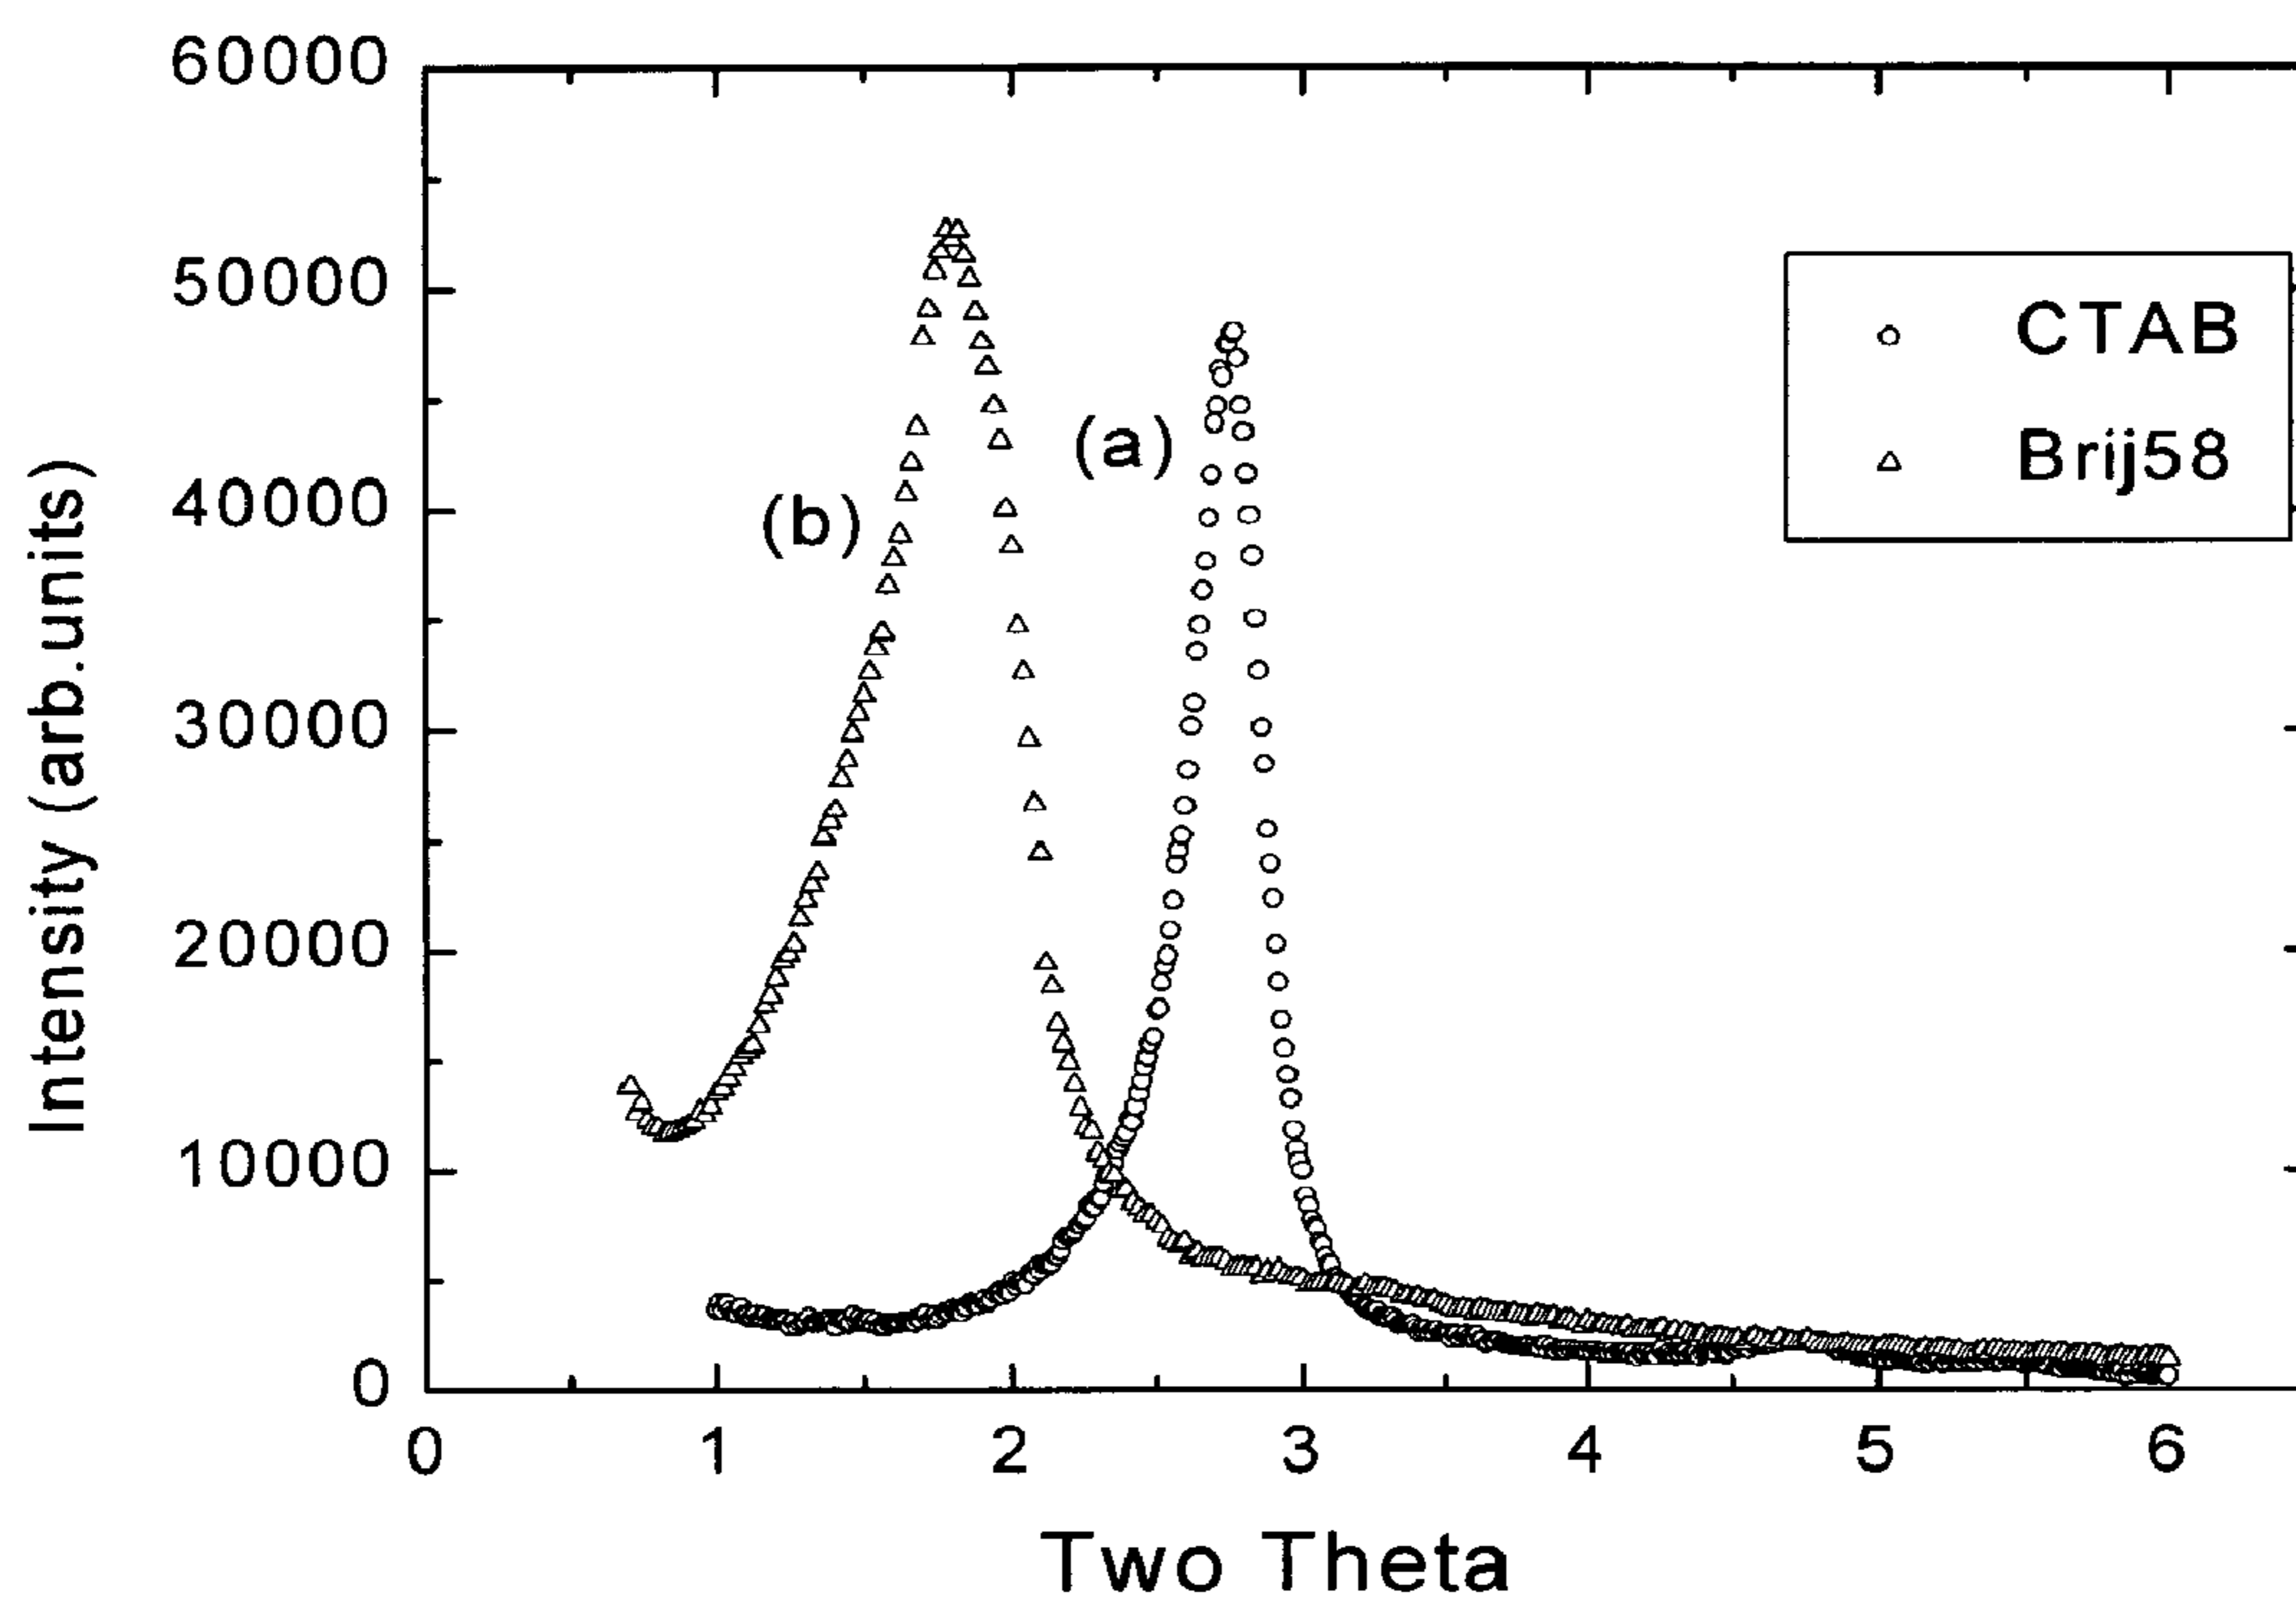 60000
50000
40000
30000
20000
10000
0
Intensity (arb.units)
(b)
(a)
CTAB
Brij58
0 1 2 3 4 5 6
Two Theta